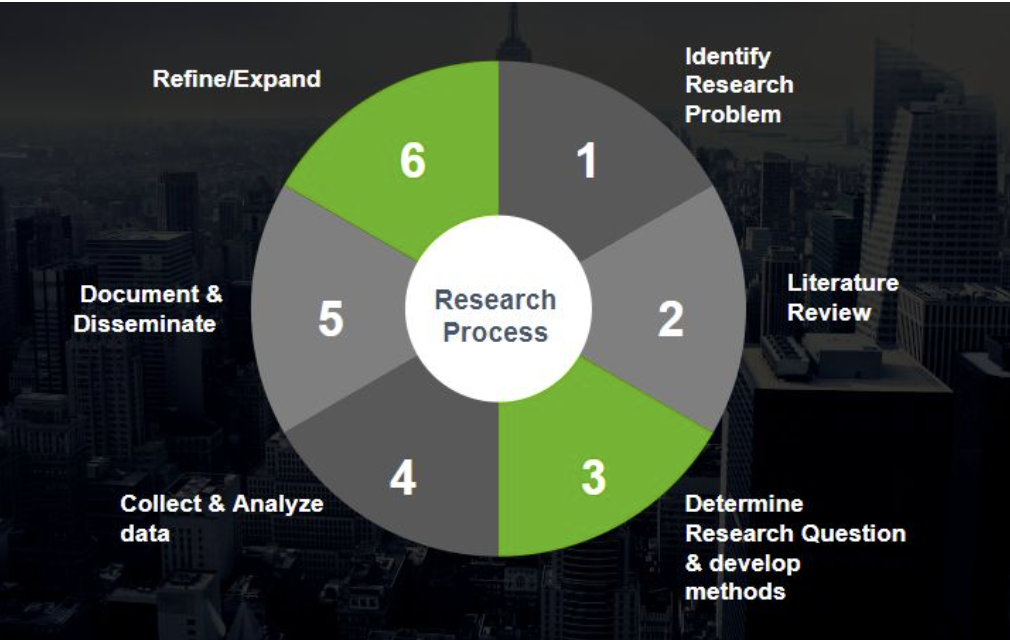 Identify
Research
Problem
1
Literature
Review
2
Determine
Research Question
& develop
methods
3
Collect & Analyze
data
4
Document &
Disseminate
5
Refine/Expand
6
Research
Process